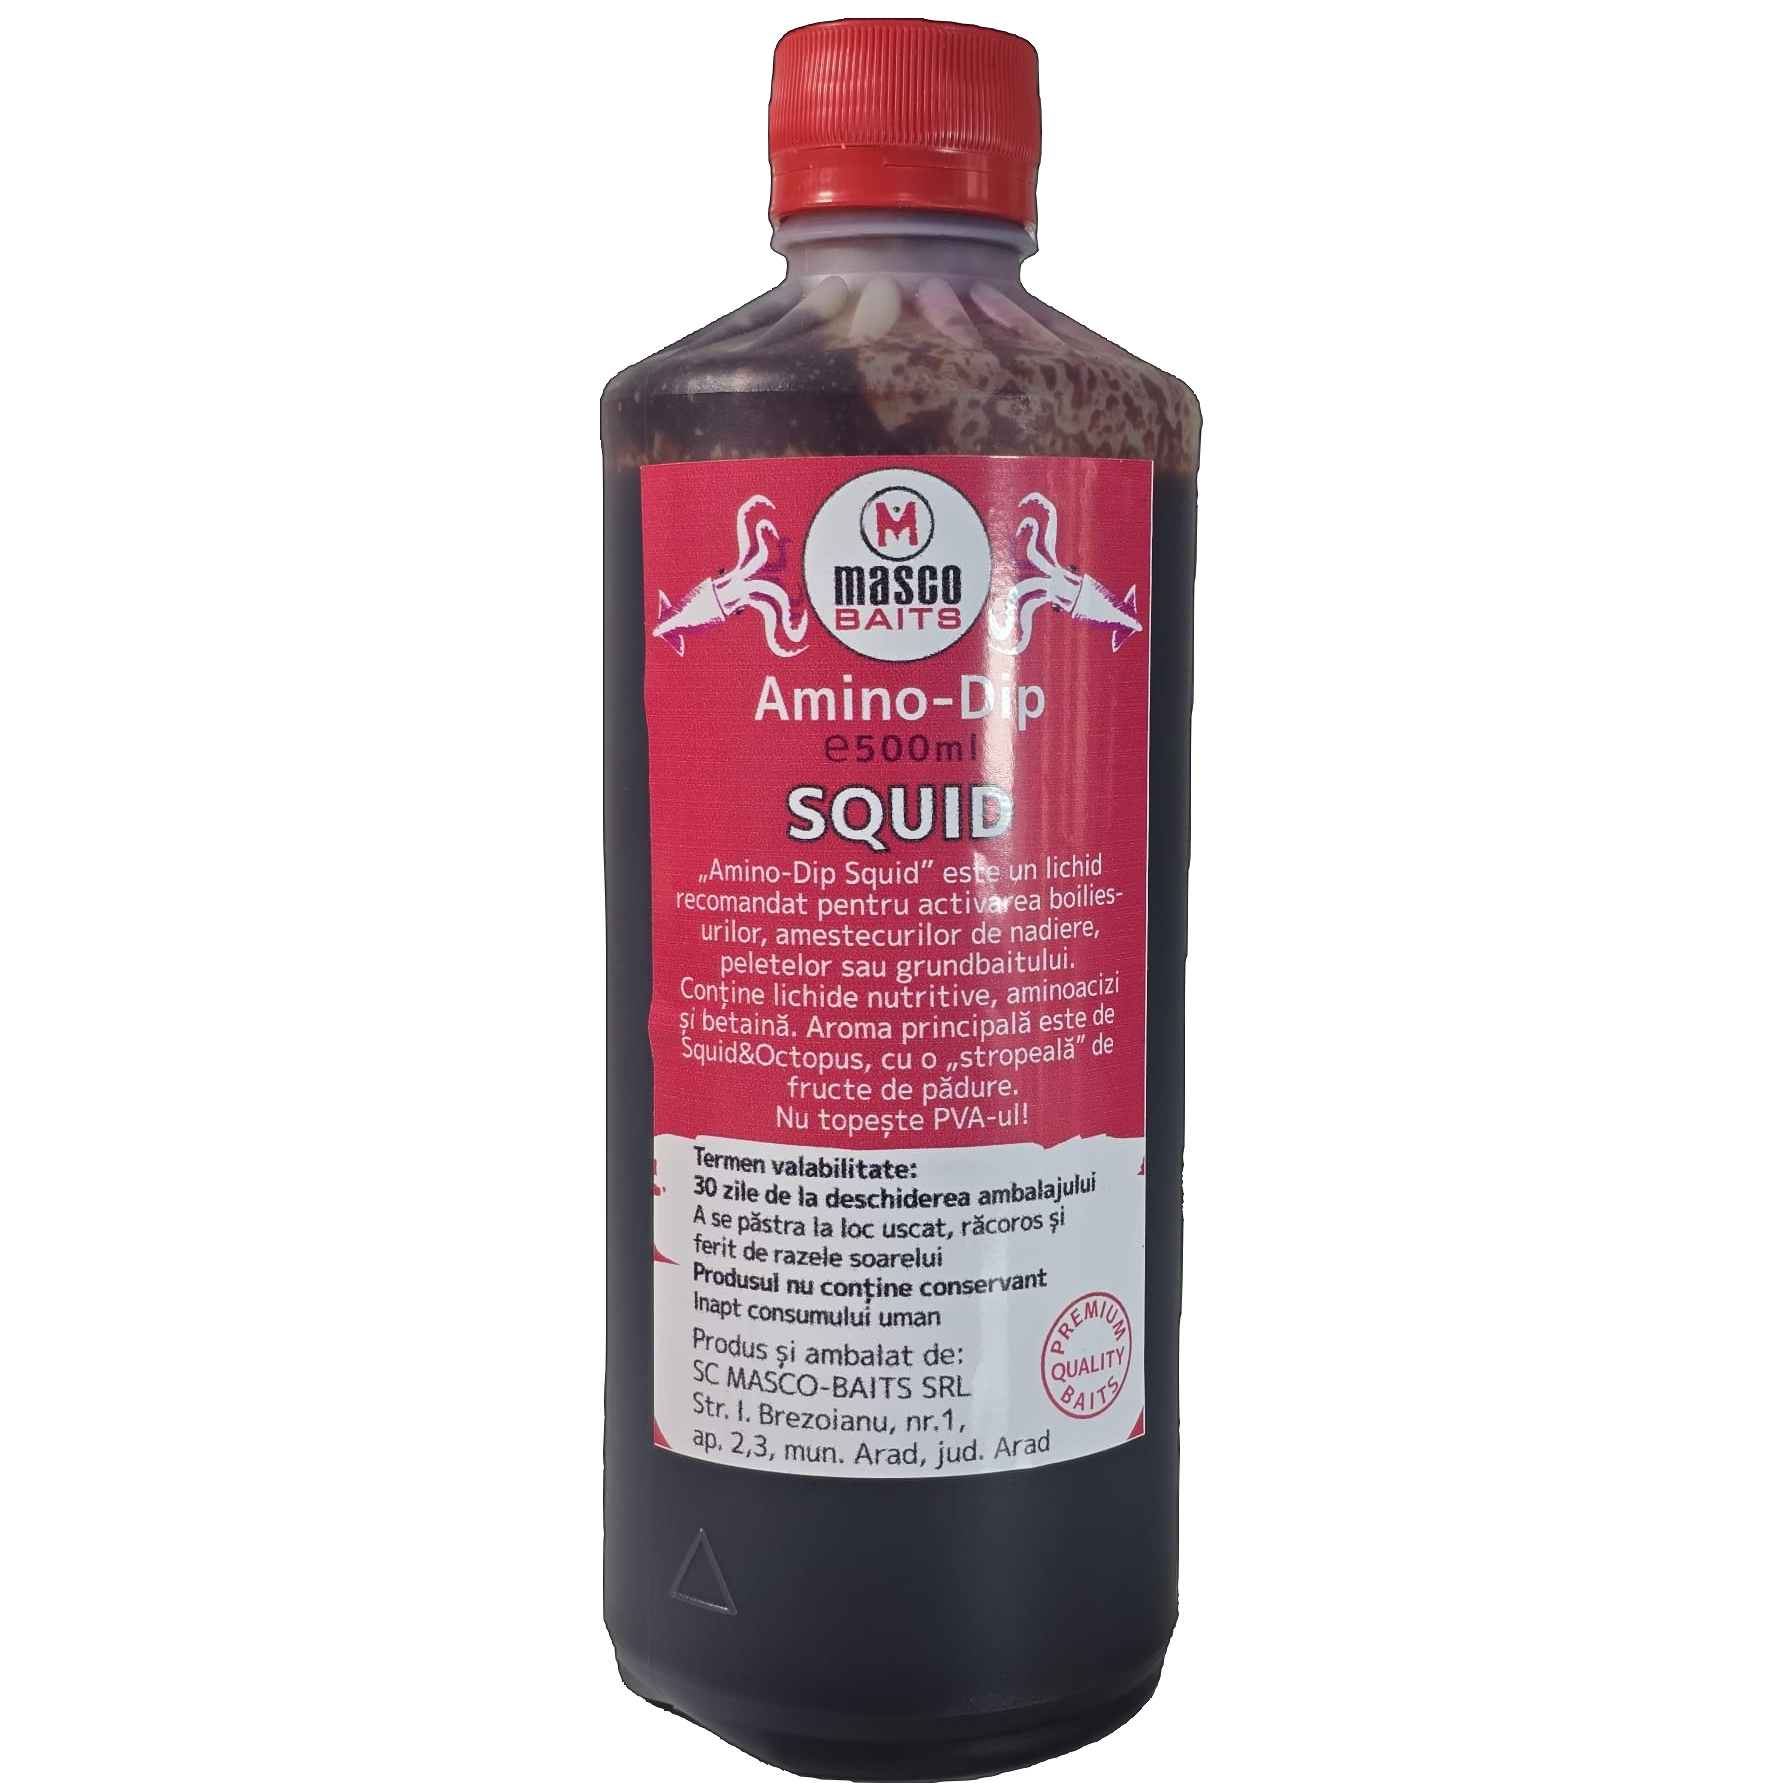 M
masco
BAITS
Amino-Dip
℮500ml
SQUID
„Amino-Dip Squid” este un lichid
recomandat pentru activarea boilies-
urilor, amestecurilor de nadiere,
peletelor sau grundbaitului.
Conține lichide nutritive, aminoacizi
și betaină. Aroma principală este de
Squid&Octopus, cu o „stropeală” de
fructe de pădure.
Nu topește PVA-ul!
Termen valabilitate:
30 zile de la deschiderea ambalajului
A se păstra la loc uscat, răcoros și
ferit de razele soarelui
Produsul nu conține conservant
Inapt consumului uman
Produs și ambalat de:
SC MASCO-BAITS SRL
Str. I. Brezoianu, nr.1,
ap. 2,3, mun. Arad, jud. Arad
PREMIUM
QUALITY
BAITS